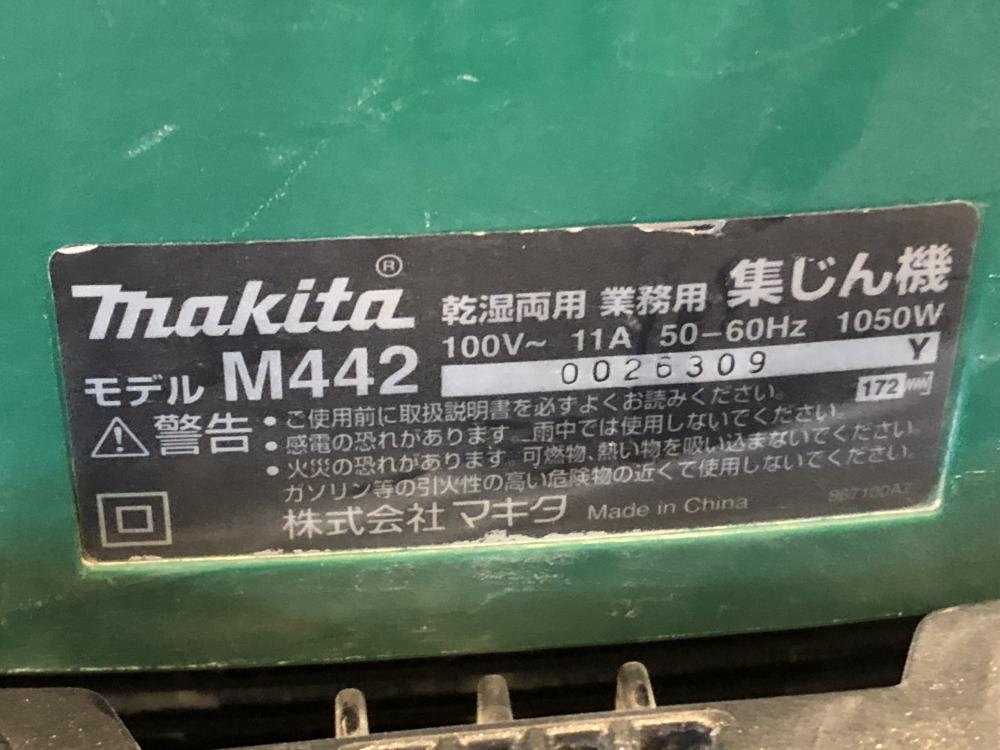 makita®
乾湿両用 業務用 集じん機
100V～ 11A 50－60Hz 1050W
モデル M442
0026309 Y
172
警告
• ご使用前に取扱説明書を必ずよくお読みください。
• 感電の恐れがあります。雨中では使用しないでください。
• 火災の恐れがあります。可燃物、熱い物を吸い込まないでください。
ガソリン等の引火性の高い危険物の近くで使用しないでください。
株式会社マキタ Made in China